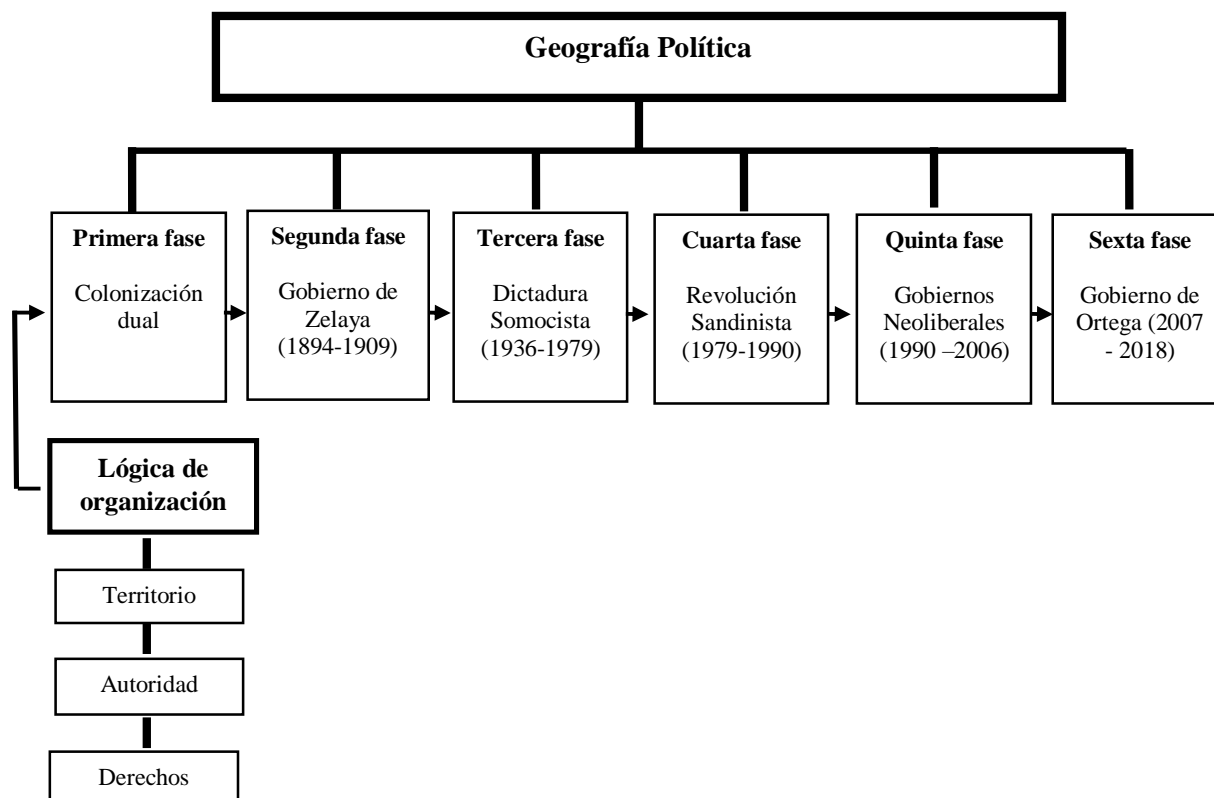 Geografía Política
Primera fase
Colonización
dual
Segunda fase
Gobierno de
Zelaya
(1894-1909)
Tercera fase
Dictadura
Somocista
(1936-1979)
Cuarta fase
Revolución
Sandinista
(1979-1990)
Quinta fase
Gobiernos
Neoliberales
(1990 –2006)
Sexta fase
Gobierno de
Ortega (2007
- 2018)
Lógica de
organización
Territorio
Autoridad
Derechos